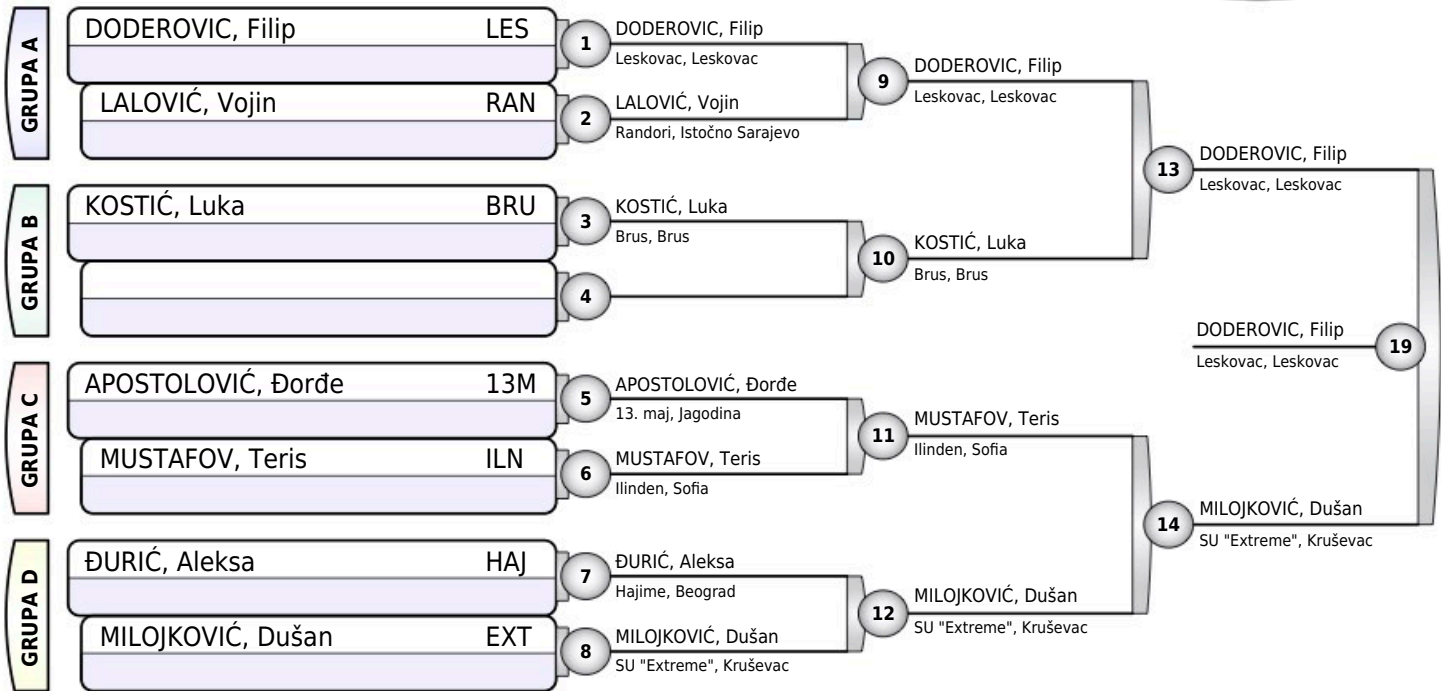 GRUPA A
DODEROVIC, Filip LES
LALOVIĆ, Vojin RAN
GRUPA B
KOSTIĆ, Luka BRU
GRUPA C
APOSTOLOVIĆ, Đorđe 13M
MUSTAFOV, Teris ILN
GRUPA D
ĐURIĆ, Aleksa HAJ
MILOJKOVIĆ, Dušan EXT
1
DODEROVIC, Filip
Leskovac, Leskovac
2
LALOVIĆ, Vojin
Randori, Istočno Sarajevo
3
KOSTIĆ, Luka
Brus, Brus
4
5
APOSTOLOVIĆ, Đorđe
13. maj, Jagodina
6
MUSTAFOV, Teris
Ilinden, Sofia
7
ĐURIĆ, Aleksa
Hajime, Beograd
8
MILOJKOVIĆ, Dušan
SU "Extreme", Kruševac
9
DODEROVIC, Filip
Leskovac, Leskovac
10
KOSTIĆ, Luka
Brus, Brus
11
MUSTAFOV, Teris
Ilinden, Sofia
12
MILOJKOVIĆ, Dušan
SU "Extreme", Kruševac
13
DODEROVIC, Filip
Leskovac, Leskovac
14
MILOJKOVIĆ, Dušan
SU "Extreme", Kruševac
DODEROVIC, Filip
Leskovac, Leskovac
19